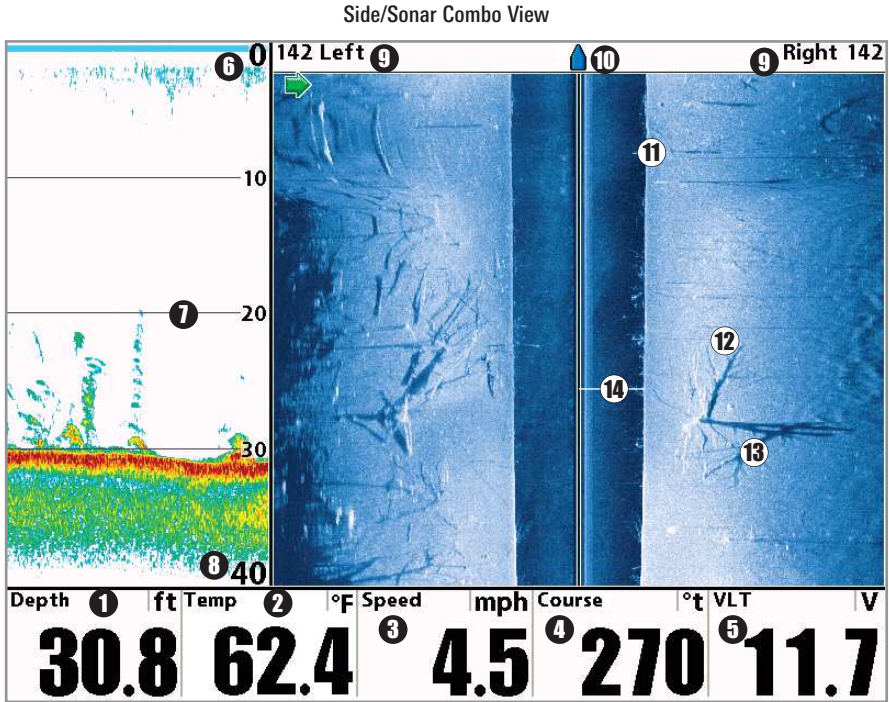 Side/Sonar Combo View
0 6 142 Left 9 10 9 Right 142
11
10
7 20
12
14
13
30
8 40
Depth 1 ft Temp 2 °F Speed mph Course °t VLT V
3 4 5
30.8 62.4 4.5 270 11.7